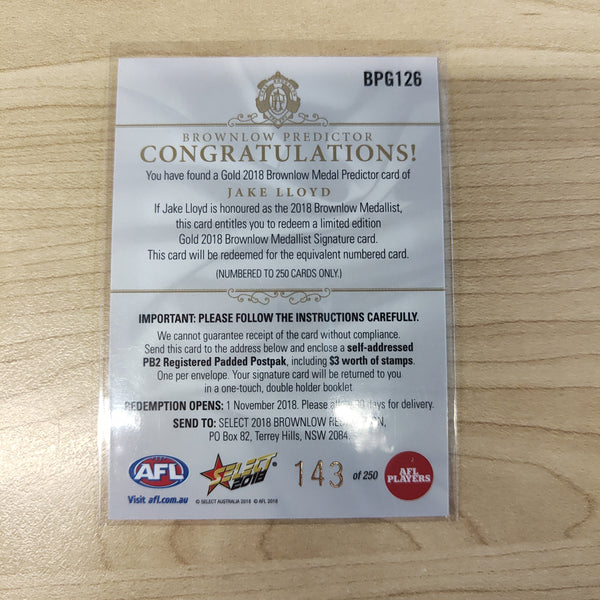 BPG126
BROWNLOW PREDICTOR
CONGRATULATIONS!
You have found a Gold 2018 Brownlow Medal Predictor card of
JAKE LLOYD
If Jake Lloyd is honoured as the 2018 Brownlow Medallist,
this card entitles you to redeem a limited edition
Gold 2018 Brownlow Medallist Signature card.
This card will be redeemed for the equivalent numbered card.
(NUMBERED TO 250 CARDS ONLY.)
IMPORTANT: PLEASE FOLLOW THE INSTRUCTIONS CAREFULLY.
We cannot guarantee receipt of the card without compliance.
Send this card to the address below and enclose a self-addressed
PB2 Registered Padded Postpak, including $3 worth of stamps.
One per envelope. Your signature card will be returned to you
in a one-touch, double holder booklet
REDEMPTION OPENS: 1 November 2018. Please days for delivery.
SEND TO: SELECT 2018 BROWNLOW
PO Box 82, Terrey Hills, NSW 2084
AFL
Visit afl.com.au
SELECT 2018
© SELECT AUSTRALIA 2018 © AFL 2018
143 of 250
AFL PLAYERS